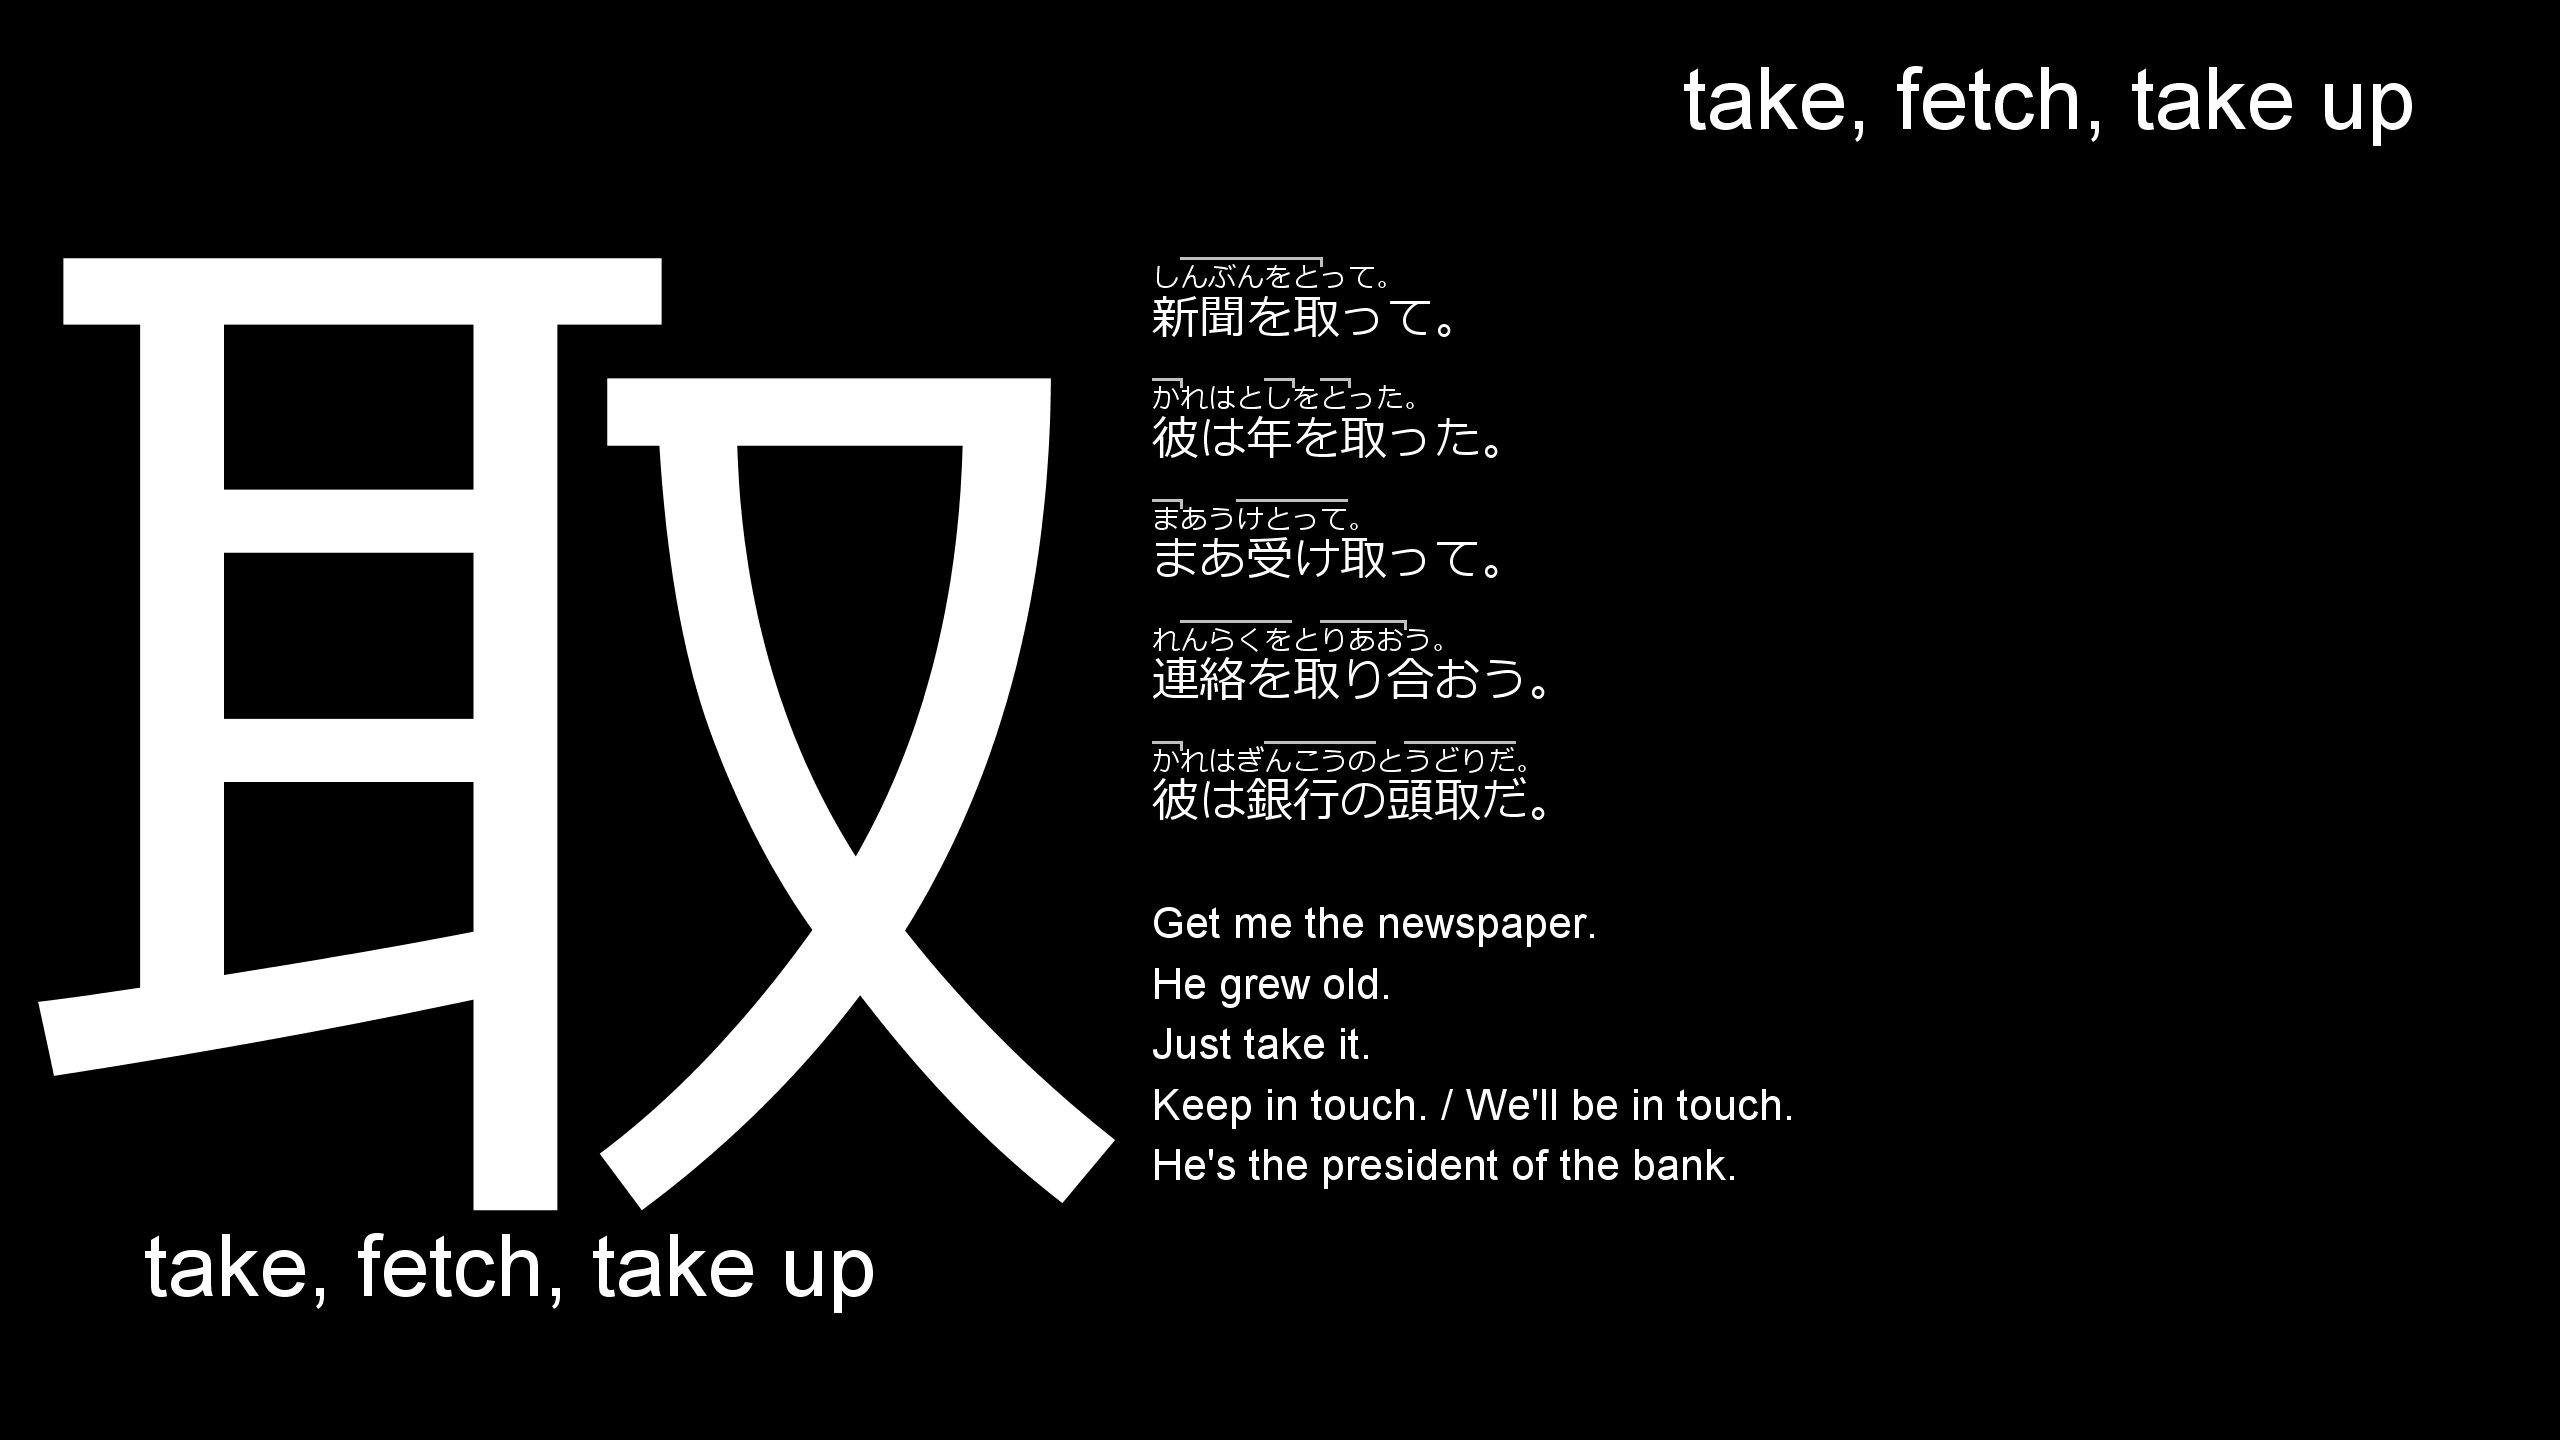 take, fetch, take up
取
しんぶんをとって。
新聞を取って。
かれはとしをとった。
彼は年を取った。
まあうけとって。
まあ受け取って。
れんらくをとりあおう。
連絡を取り合おう。
かれはぎんこうのとうどりだ。
彼は銀行の頭取だ。
Get me the newspaper.
He grew old.
Just take it.
Keep in touch. / We'll be in touch.
He's the president of the bank.
take, fetch, take up